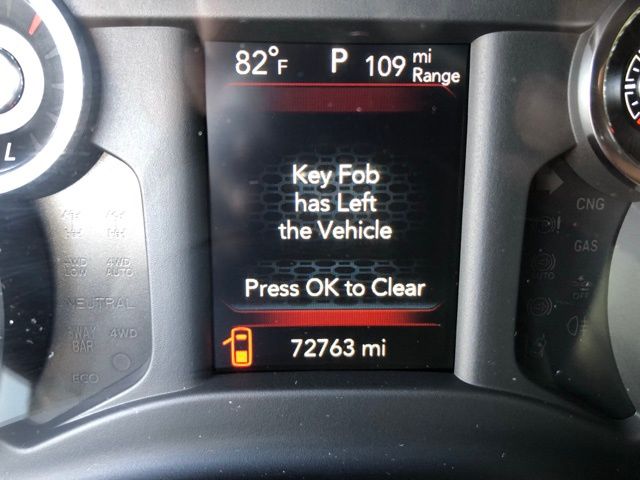 82°F P 109 mi Range
Key Fob
has Left
the Vehicle
Press OK to Clear
72763 mi
L
4WD LOW 4WD AUTO
NEUTRAL
SWAY BAR 4WD
ECO
CNG
GAS